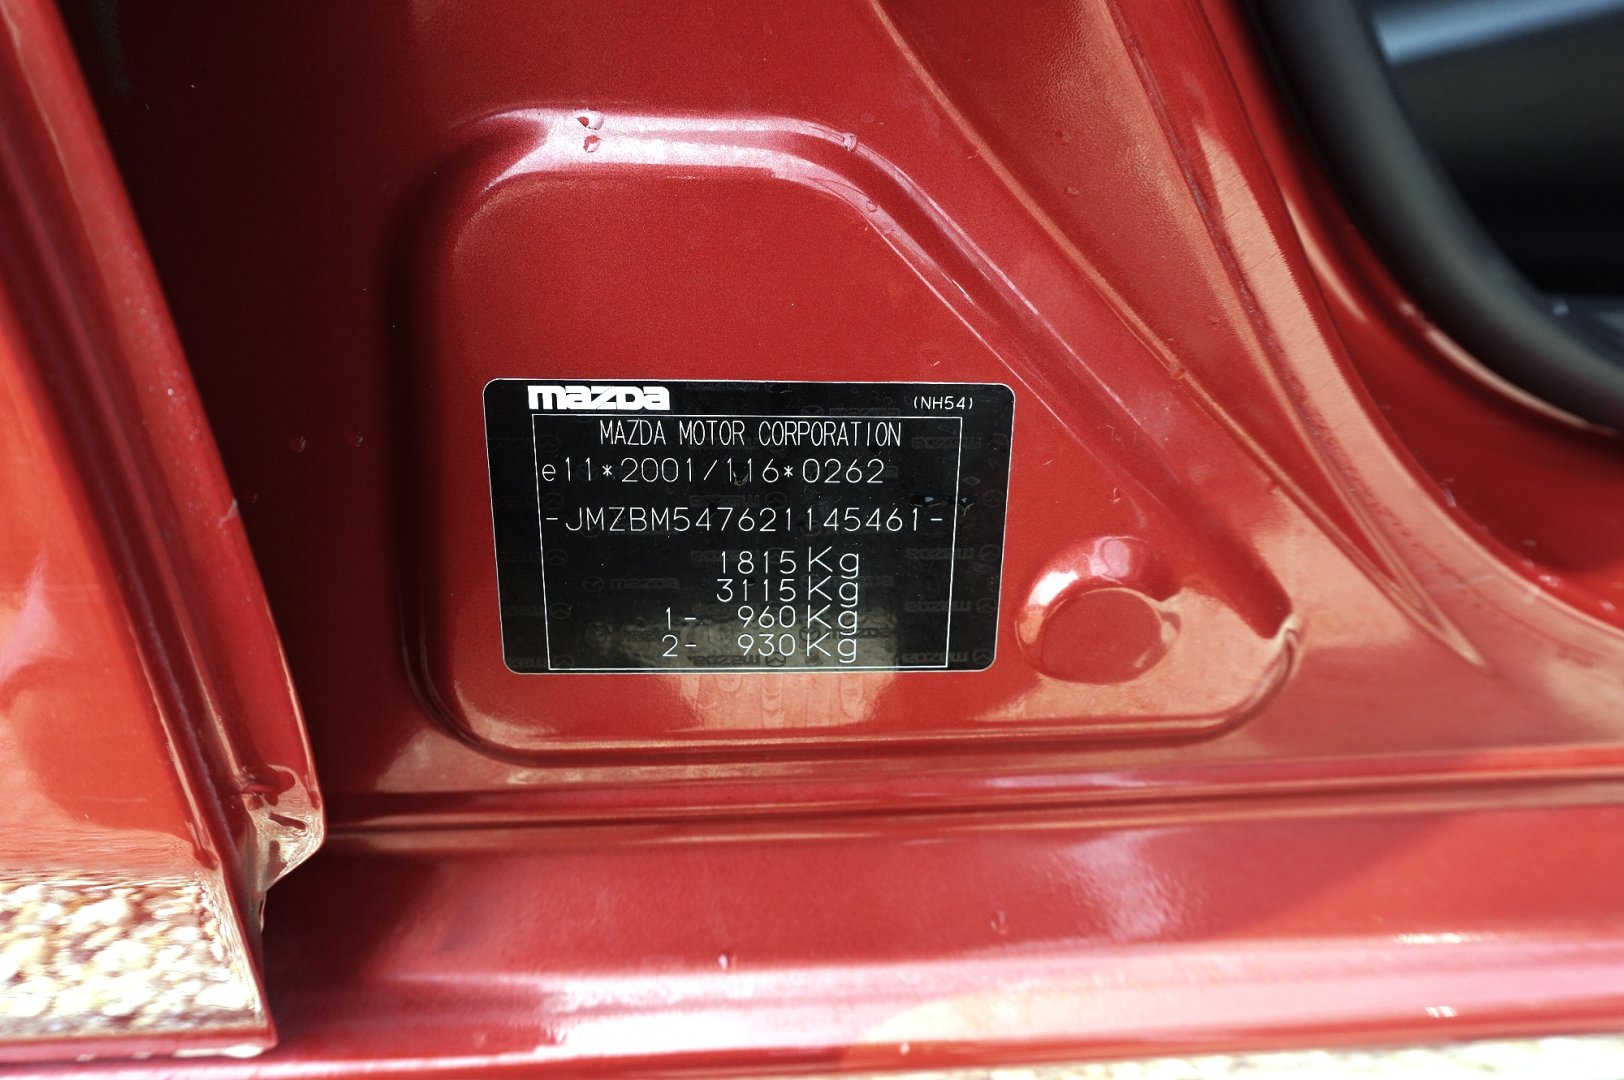 mazDa
(NH54)
MAZDA MOTOR CORPORATION
e11*2001/116*0262
-JMZBM547621145461-
1815Kg
3115Kg
1- 960Kg
2- 930Kg